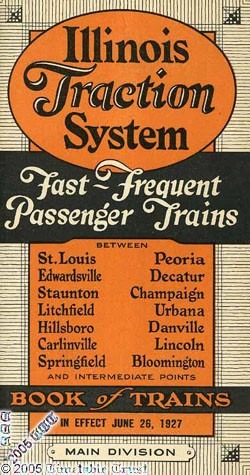 Illinois
Traction
System
Fast - Frequent
Passenger Trains
BETWEEN
St. Louis Peoria
Edwardsville Decatur
Staunton Champaign
Litchfield Urbana
Hillsboro Danville
Carlinville Lincoln
Springfield Bloomington
AND INTERMEDIATE POINTS
BOOK of TRAINS
IN EFFECT JUNE 26, 1927
MAIN DIVISION
© 2005